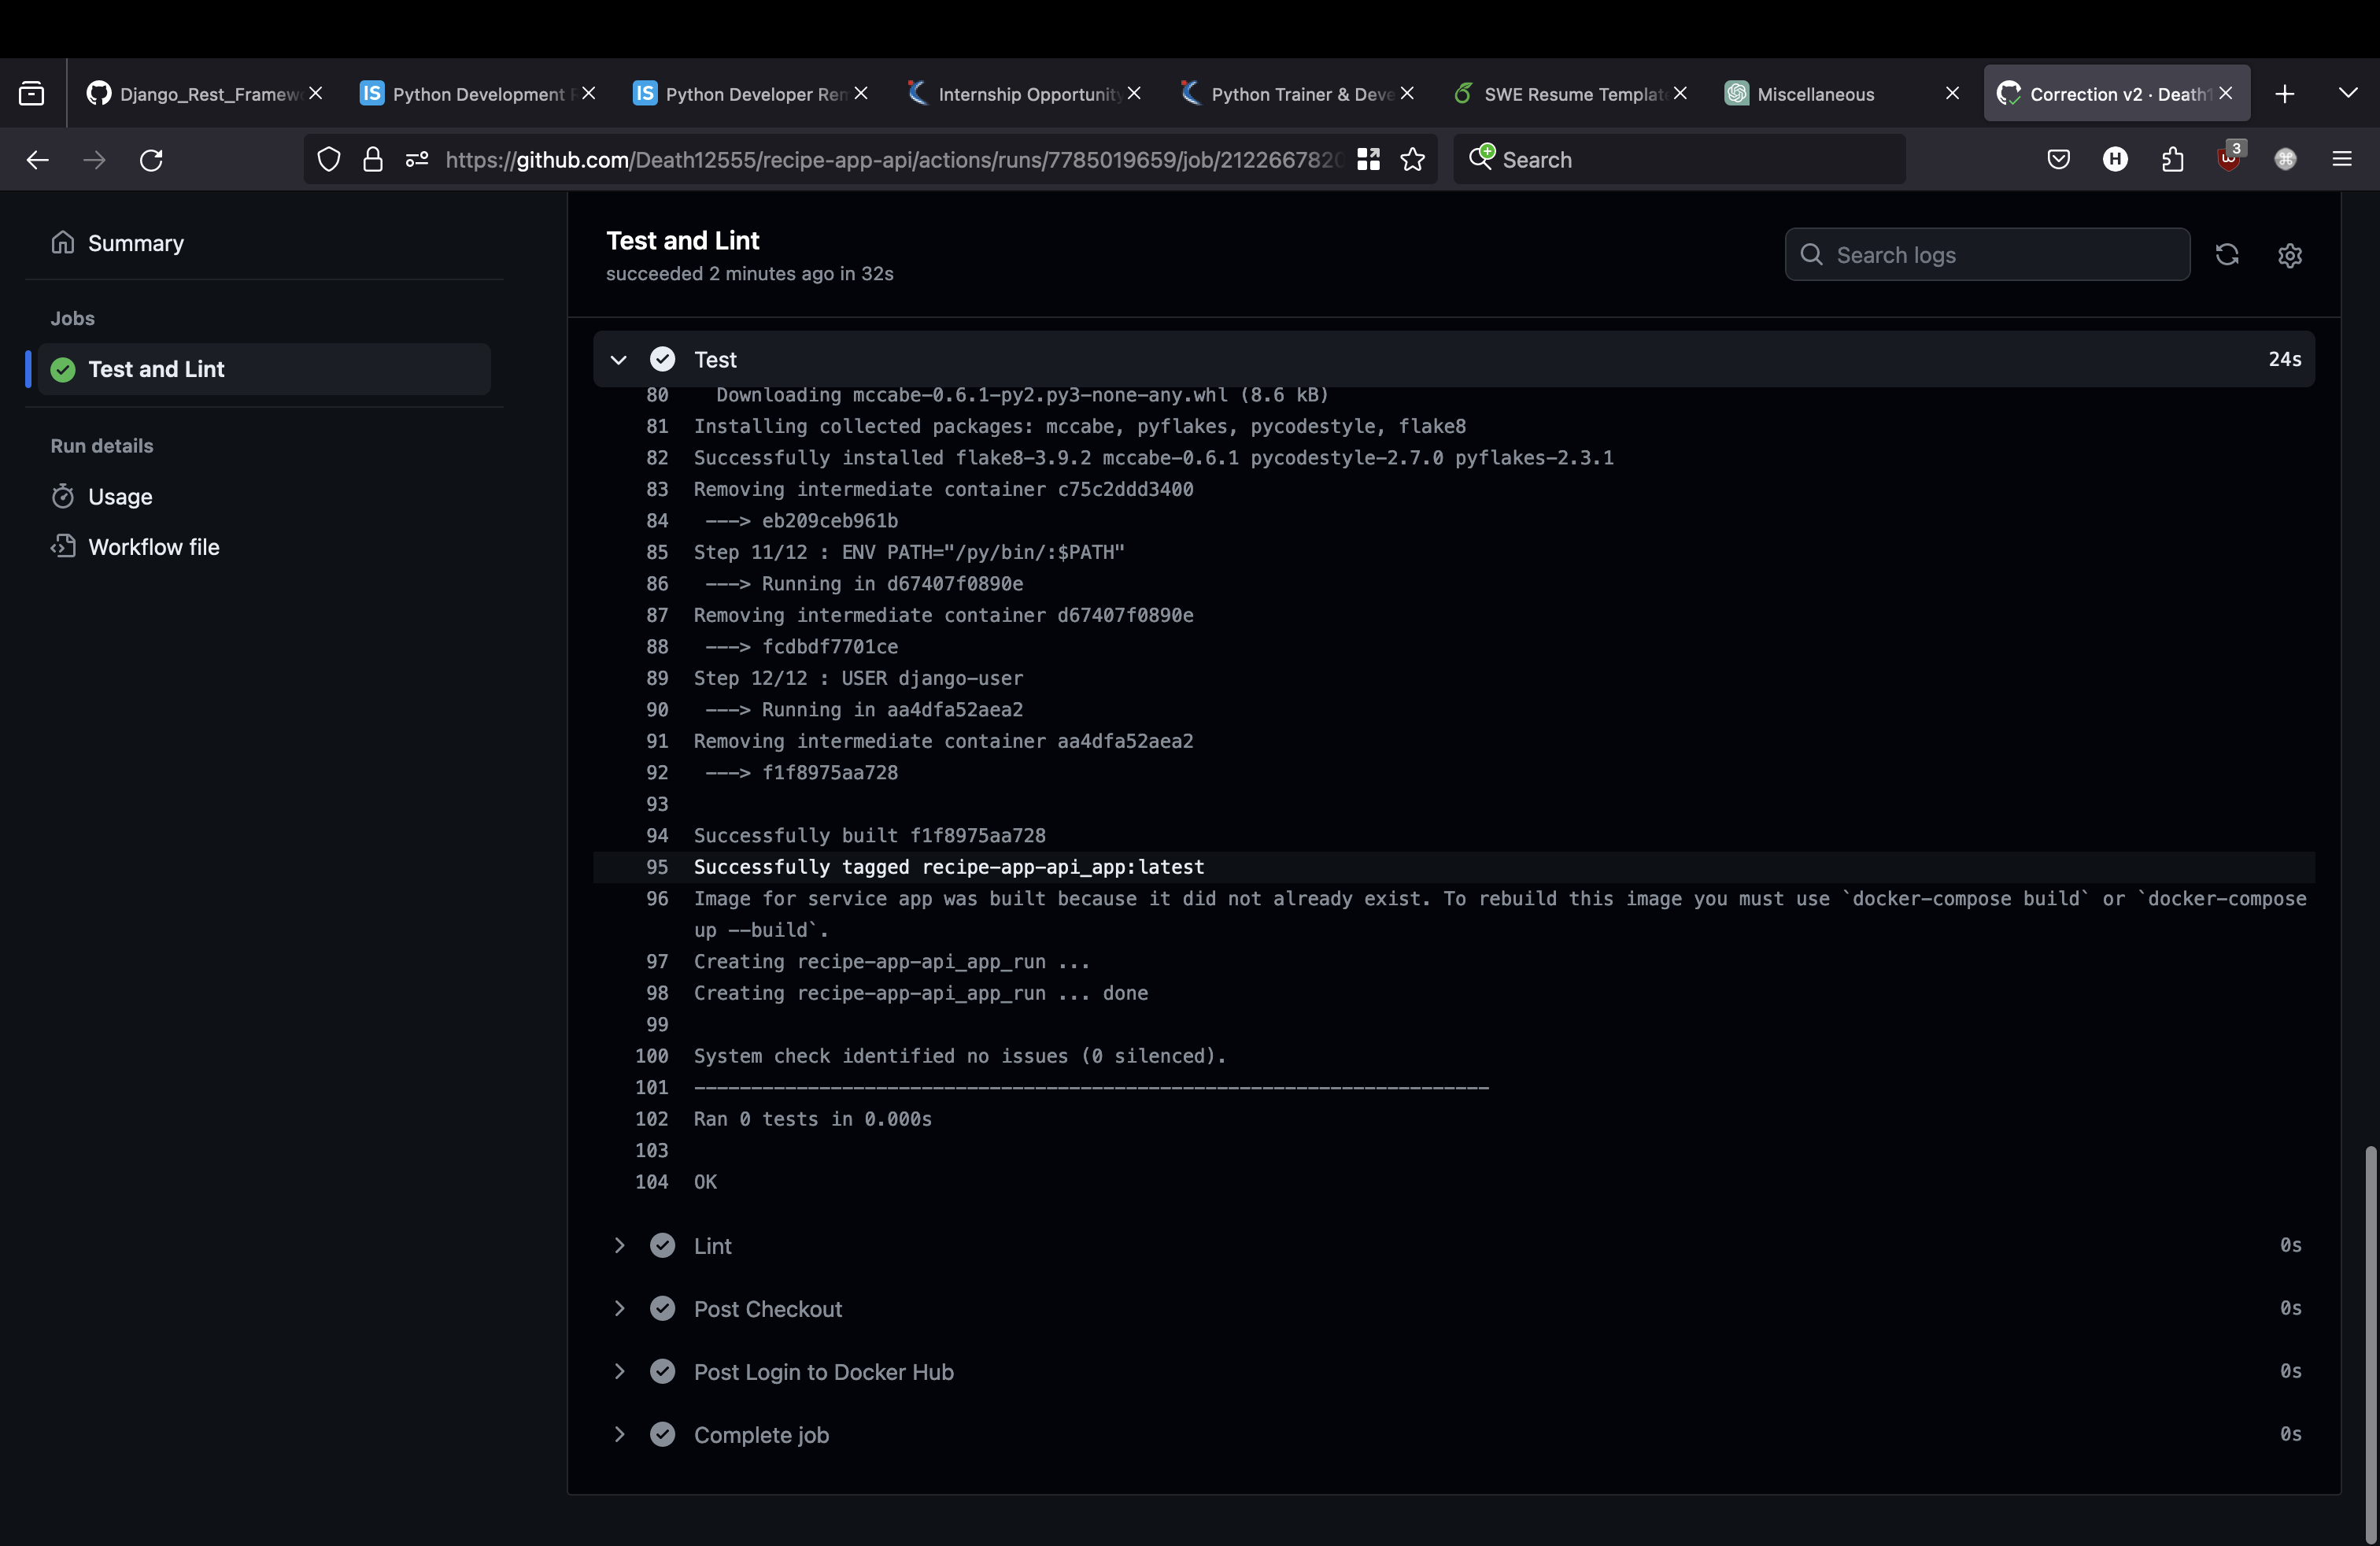 Django_Rest_Framew
Python Development
Python Developer Rem
Internship Opportunity
Python Trainer & Deve
SWE Resume Templat
Miscellaneous
Correction v2 · Death1
https://github.com/Death12555/recipe-app-api/actions/runs/7785019659/job/2122667820
Search
3
Summary
Jobs
Test and Lint
Run details
Usage
Workflow file
Test and Lint
succeeded 2 minutes ago in 32s
Search logs
Test 24s
80 Downloading mccabe-0.6.1-py2.py3-none-any.whl (8.6 kB)
81 Installing collected packages: mccabe, pyflakes, pycodestyle, flake8
82 Successfully installed flake8-3.9.2 mccabe-0.6.1 pycodestyle-2.7.0 pyflakes-2.3.1
83 Removing intermediate container c75c2ddd3400
84 ---> eb209ceb961b
85 Step 11/12 : ENV PATH="/py/bin/:$PATH"
86 ---> Running in d67407f0890e
87 Removing intermediate container d67407f0890e
88 ---> fcdbdf7701ce
89 Step 12/12 : USER django-user
90 ---> Running in aa4dfa52aea2
91 Removing intermediate container aa4dfa52aea2
92 ---> f1f8975aa728
93
94 Successfully built f1f8975aa728
95 Successfully tagged recipe-app-api_app:latest
96 Image for service app was built because it did not already exist. To rebuild this image you must use `docker-compose build` or `docker-compose
up --build`.
97 Creating recipe-app-api_app_run ...
98 Creating recipe-app-api_app_run ... done
99
100 System check identified no issues (0 silenced).
101 ----------------------------------------------------------------------
102 Ran 0 tests in 0.000s
103
104 OK
Lint 0s
Post Checkout 0s
Post Login to Docker Hub 0s
Complete job 0s